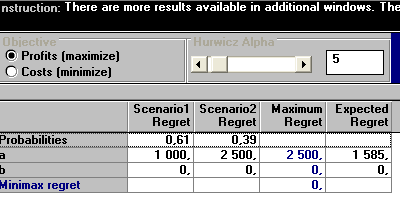 nstruction: There are more results available in additional windows. The
Objective
Profits (maximize)
Costs (minimize)
Hurwicz Alpha
5
Scenario1 Regret Scenario2 Regret Maximum Regret Expected Regret
Probabilities 0,61 0,39
a 1 000, 2 500, 2 500, 1 585,
b 0, 0, 0, 0,
Minimax regret 0,